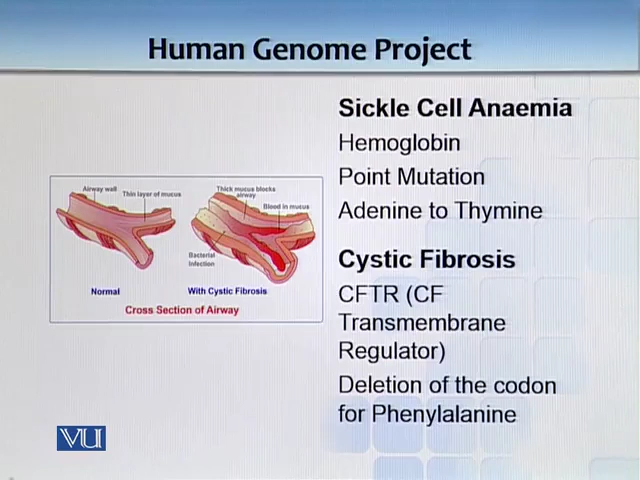 Human Genome Project
Sickle Cell Anaemia
Hemoglobin
Point Mutation
Adenine to Thymine
Cystic Fibrosis
CFTR (CF
Transmembrane
Regulator)
Deletion of the codon
for Phenylalanine
Airway wall
Thin layer of mucus
Thick mucus blocks
airway
Blood in mucus
Bacterial
Infection
Normal
With Cystic Fibrosis
Cross Section of Airway
VU